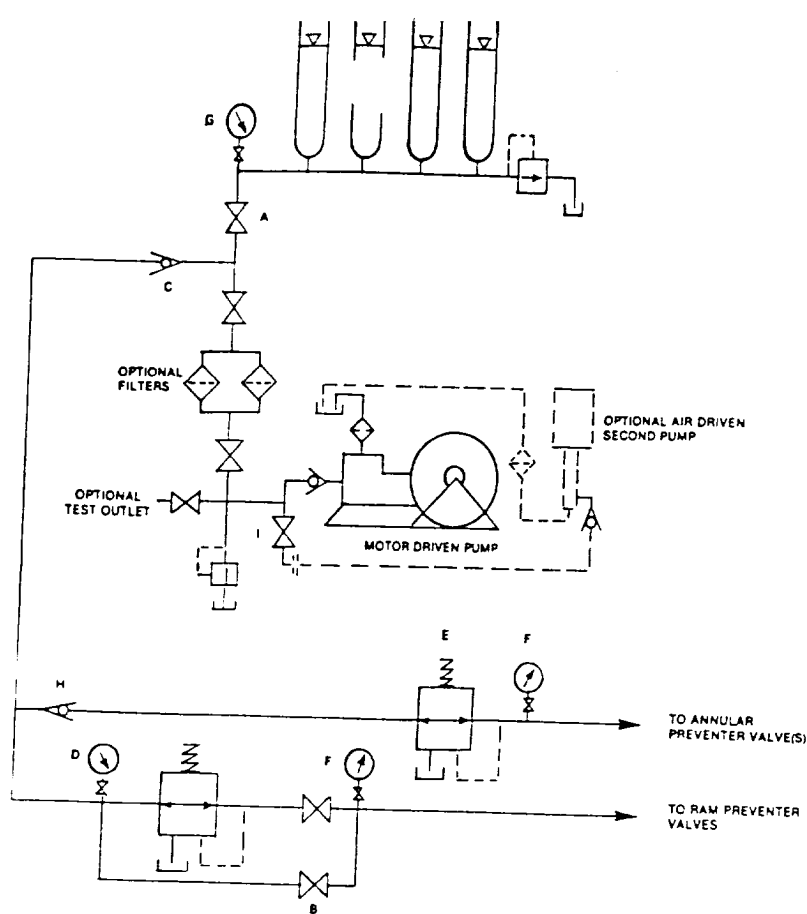 G
A
C
OPTIONAL
FILTERS
OPTIONAL AIR DRIVEN
SECOND PUMP
OPTIONAL
TEST OUTLET
I
MOTOR DRIVEN PUMP
E
F
H
TO ANNULAR
PREVENTER VALVE(S)
D
F
TO RAM PREVENTER
VALVES
B